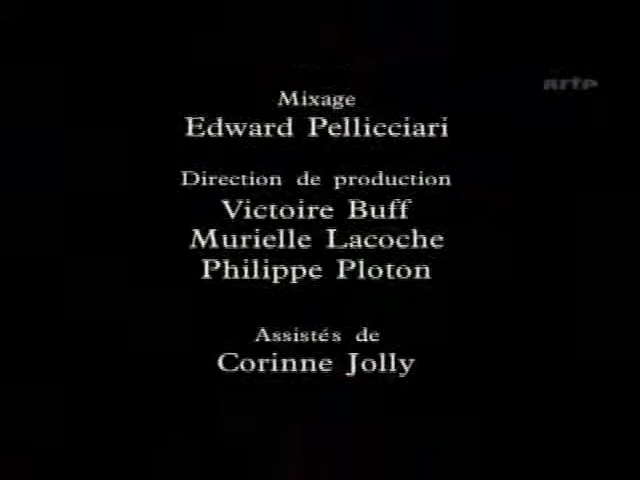 arte
Mixage
Edward Pellicciari
Direction de production
Victoire Buff
Murielle Lacoche
Philippe Ploton
Assistés de
Corinne Jolly